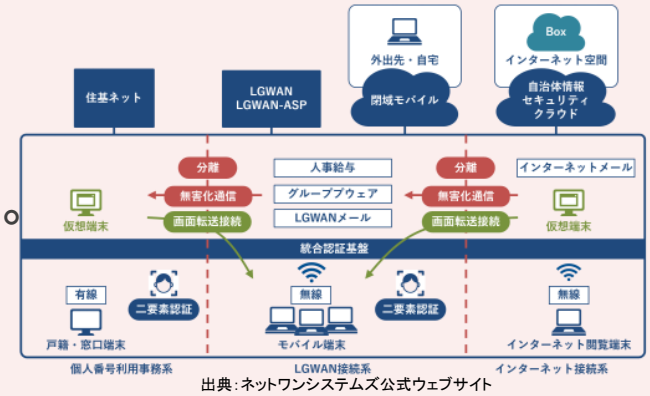 Box
外出先・自宅
インターネット空間
住基ネット
LGWAN
LGWAN-ASP
閉域モバイル
自治体情報
セキュリティ
クラウド
分離
人事給与
分離
インターネットメール
無害化通信
グループプウェア
無害化通信
仮想端末
画面転送接続
LGWANメール
画面転送接続
仮想端末
統合認証基盤
有線
二要素認証
無線
二要素認証
無線
戸籍・窓口端末
モバイル端末
インターネット閲覧端末
個人番号利用事務系
LGWAN接続系
インターネット接続系
出典：ネットワンシステムズ公式ウェブサイト